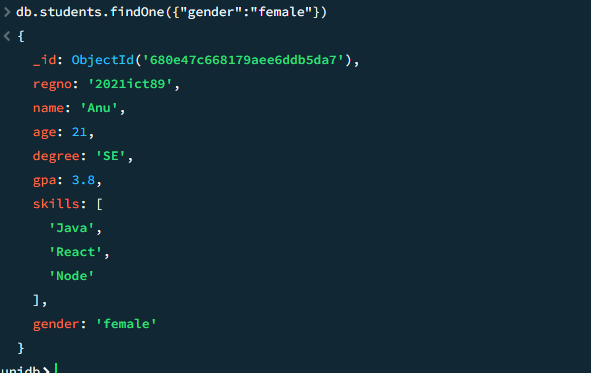 > db.students.findOne({"gender":"female"})
< {
_id: ObjectId('680e47c668179aee6ddb5da7'),
regno: '2021ict89',
name: 'Anu',
age: 21,
degree: 'SE',
gpa: 3.8,
skills: [
'Java',
'React',
'Node'
],
gender: 'female'
}
unidb>